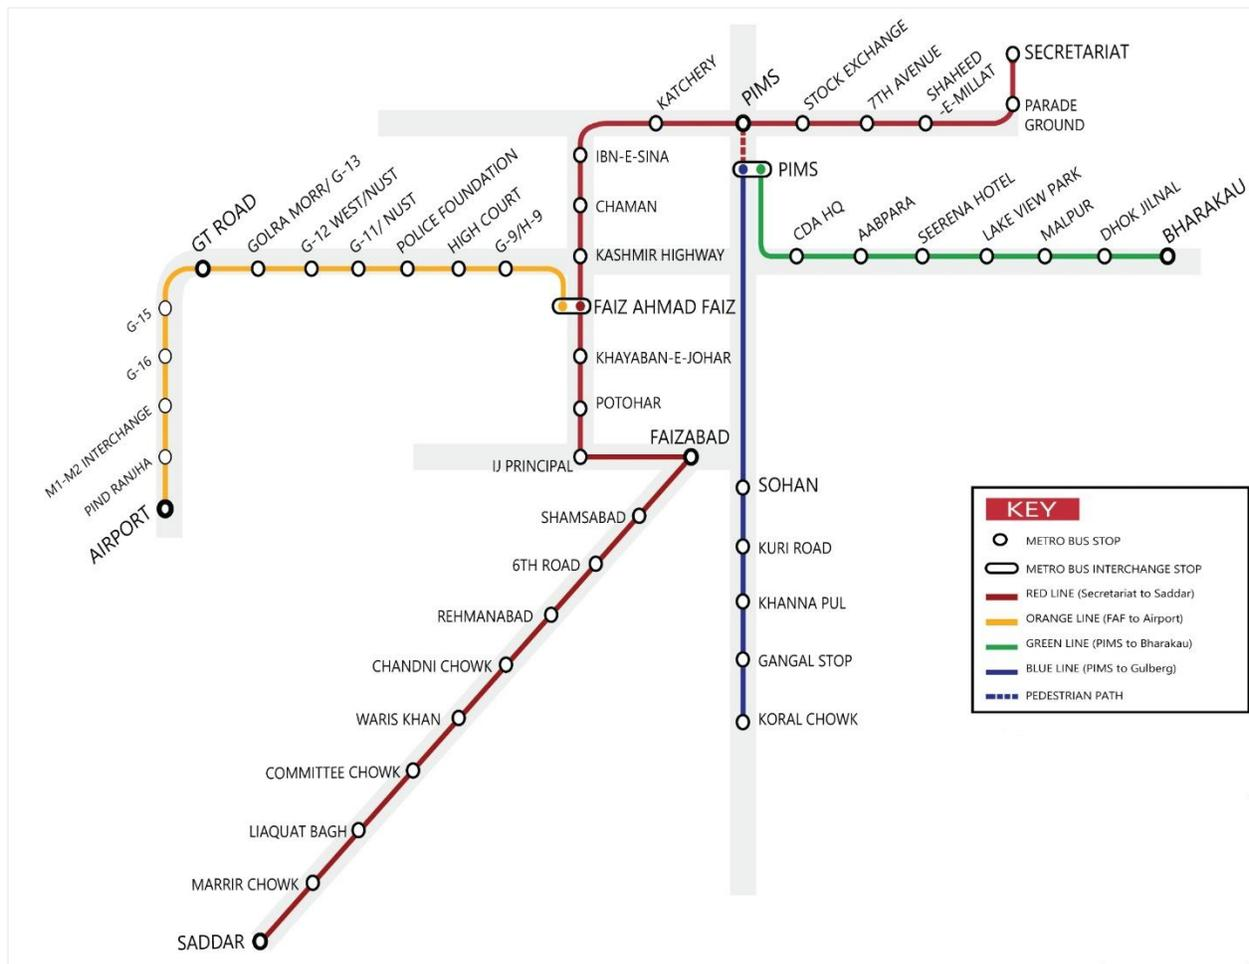 SECRETARIAT
PARADE
GROUND
SHAHEED
-E-MILLAT
7TH AVENUE
STOCK EXCHANGE
PIMS
KATCHERY
IBN-E-SINA
CHAMAN
KASHMIR HIGHWAY
FAIZ AHMAD FAIZ
KHAYABAN-E-JOHAR
POTOHAR
IJ PRINCIPAL
FAIZABAD
SHAMSABAD
6TH ROAD
REHMANABAD
CHANDNI CHOWK
WARIS KHAN
COMMITTEE CHOWK
LIAQUAT BAGH
MARRIR CHOWK
SADDAR
GT ROAD
GOLRA MORR/ G-13
G-12 WEST/NUST
G-11/ NUST
POLICE FOUNDATION
HIGH COURT
G-9/H-9
G-15
G-16
M1-M2 INTERCHANGE
PIND RANJHA
AIRPORT
PIMS
CDA HQ
AABPARA
SEERENA HOTEL
LAKE VIEW PARK
MALPUR
DHOK JILNAL
BHARAKAU
SOHAN
KURI ROAD
KHANNA PUL
GANGAL STOP
KORAL CHOWK
KEY
METRO BUS STOP
METRO BUS INTERCHANGE STOP
RED LINE (Secretariat to Saddar)
ORANGE LINE (FAF to Airport)
GREEN LINE (PIMS to Bharakau)
BLUE LINE (PIMS to Gulberg)
PEDESTRIAN PATH